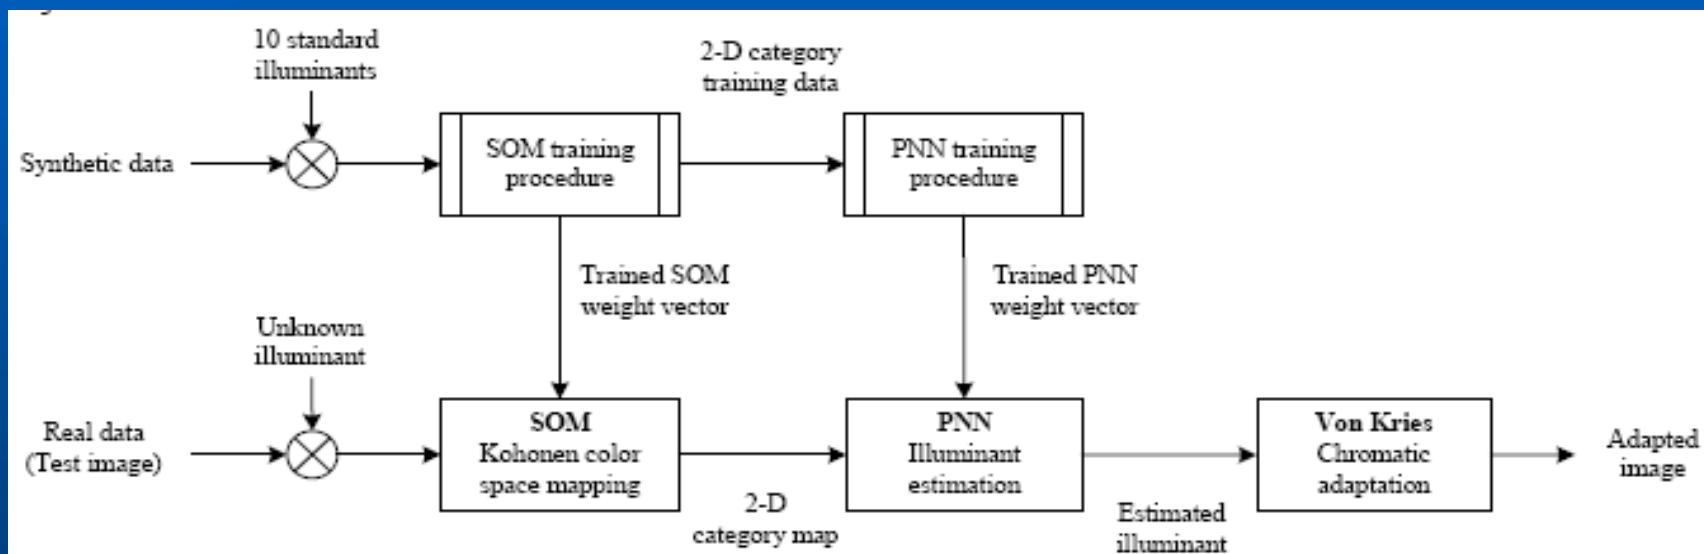 10 standard
illuminants
2-D category
training data
Synthetic data
SOM training
procedure
PNN training
procedure
Trained SOM
weight vector
Trained PNN
weight vector
Unknown
illuminant
Real data
(Test image)
SOM
Kohonen color
space mapping
2-D
category map
PNN
Illuminant
estimation
Estimated
illuminant
Von Kries
Chromatic
adaptation
Adapted
image